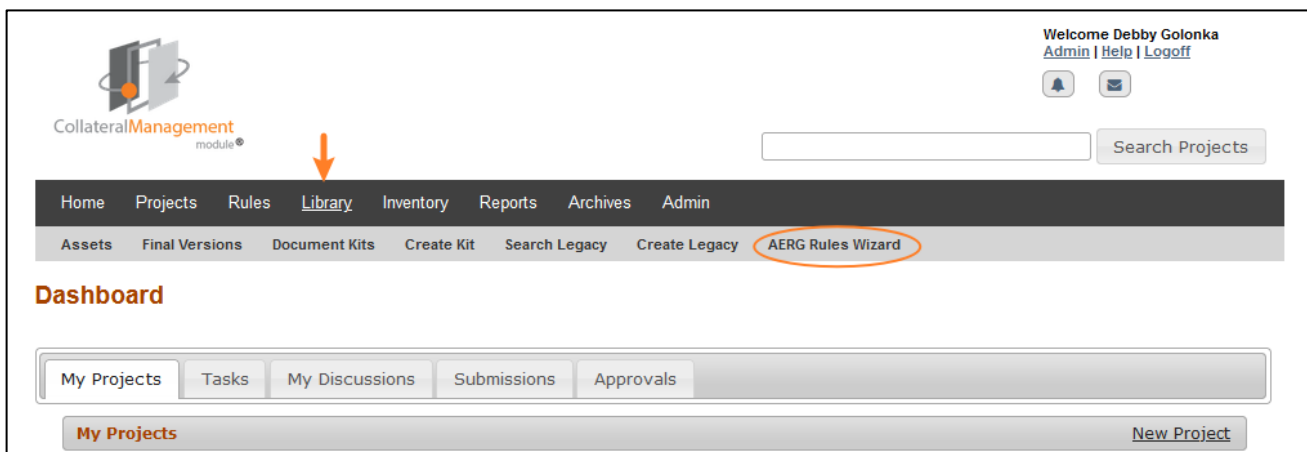 Welcome Debby Golonka
Admin | Help | Logoff
CollateralManagement
module®
Search Projects
Home Projects Rules Library Inventory Reports Archives Admin
Assets Final Versions Document Kits Create Kit Search Legacy Create Legacy AERG Rules Wizard
Dashboard
My Projects Tasks My Discussions Submissions Approvals
My Projects New Project